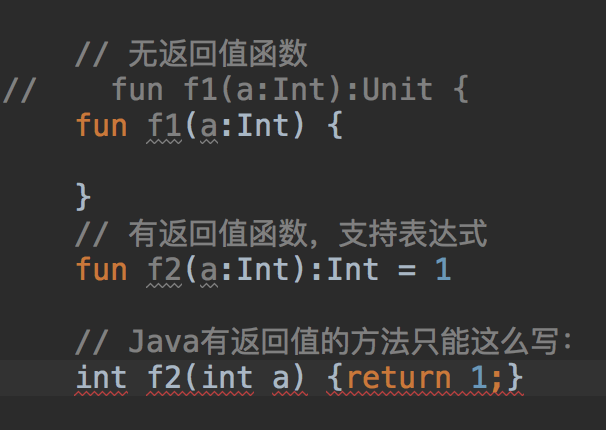 // 无返回值函数
//    fun f1(a:Int):Unit {
fun f1(a:Int) {
}
// 有返回值函数，支持表达式
fun f2(a:Int):Int = 1
// Java有返回值的方法只能这么写：
int f2(int a) {return 1;}